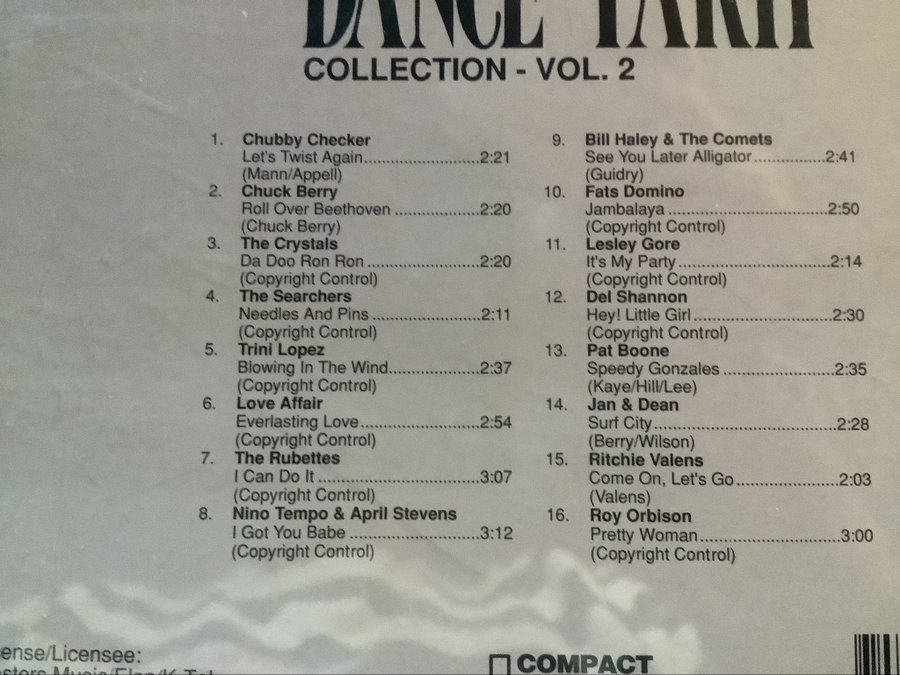 DANCE PARTY
COLLECTION - VOL. 2
1. Chubby Checker
Let's Twist Again..........................2:21
(Mann/Appell)
2. Chuck Berry
Roll Over Beethoven ..................2:20
(Chuck Berry)
3. The Crystals
Da Doo Ron Ron .........................2:20
(Copyright Control)
4. The Searchers
Needles And Pins ........................2:11
(Copyright Control)
5. Trini Lopez
Blowing In The Wind....................2:37
(Copyright Control)
6. Love Affair
Everlasting Love...........................2:54
(Copyright Control)
7. The Rubettes
I Can Do It ....................................3:07
(Copyright Control)
8. Nino Tempo & April Stevens
I Got You Babe .............................3:12
(Copyright Control)
9. Bill Haley & The Comets
See You Later Alligator................2:41
(Guidry)
10. Fats Domino
Jambalaya ...................................2:50
(Copyright Control)
11. Lesley Gore
It's My Party..................................2:14
(Copyright Control)
12. Del Shannon
Hey! Little Girl...............................2:30
(Copyright Control)
13. Pat Boone
Speedy Gonzales .........................2:35
(Kaye/Hill/Lee)
14. Jan & Dean
Surf City........................................2:28
(Berry/Wilson)
15. Ritchie Valens
Come On, Let's Go.......................2:03
(Valens)
16. Roy Orbison
Pretty Woman...............................3:00
(Copyright Control)
ense/Licensee:
COMPACT